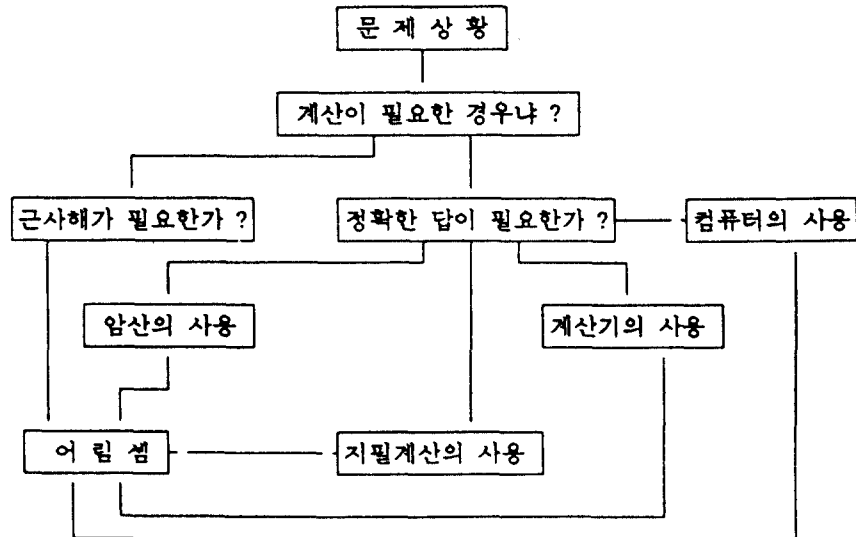 문 제 상 황
계산이 필요한 경우냐 ?
근사해가 필요한가 ?
정확한 답이 필요한가 ?
컴퓨터의 사용
암산의 사용
계산기의 사용
어 림 셈
지필계산의 사용